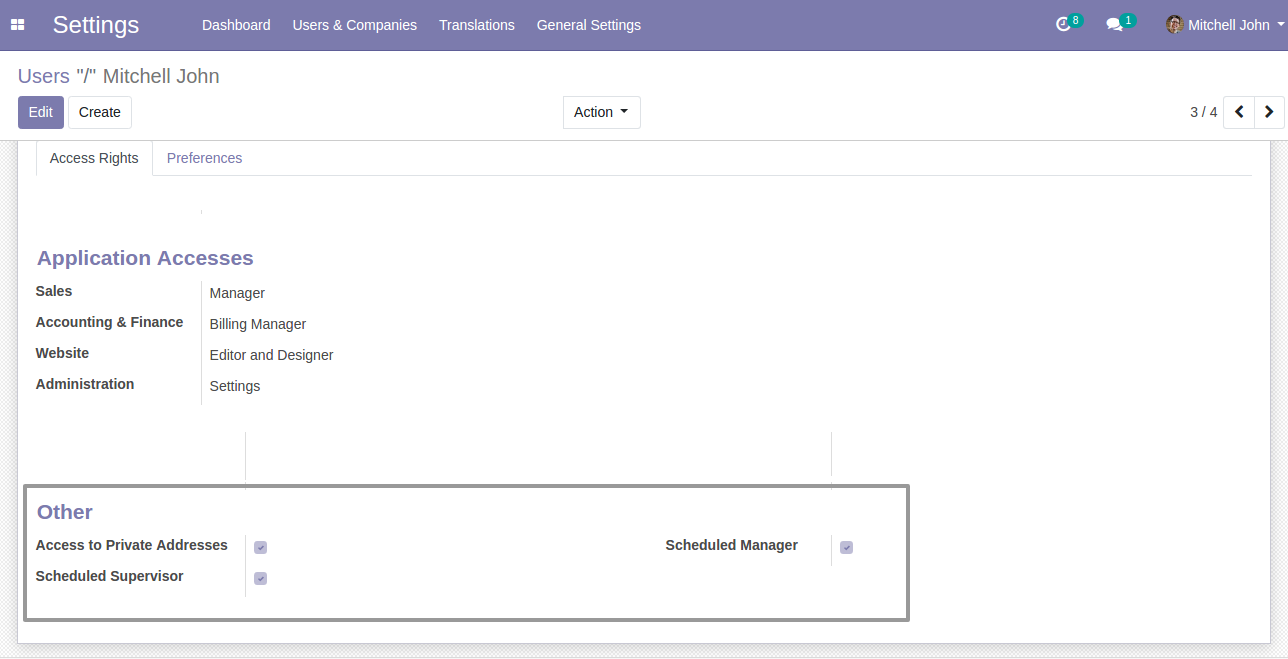 Settings Dashboard Users & Companies Translations General Settings 8 1 Mitchell John
Users "/" Mitchell John
Edit Create Action 3 / 4
Access Rights Preferences
Application Accesses
Sales Manager
Accounting & Finance Billing Manager
Website Editor and Designer
Administration Settings
Other
Access to Private Addresses Scheduled Manager
Scheduled Supervisor